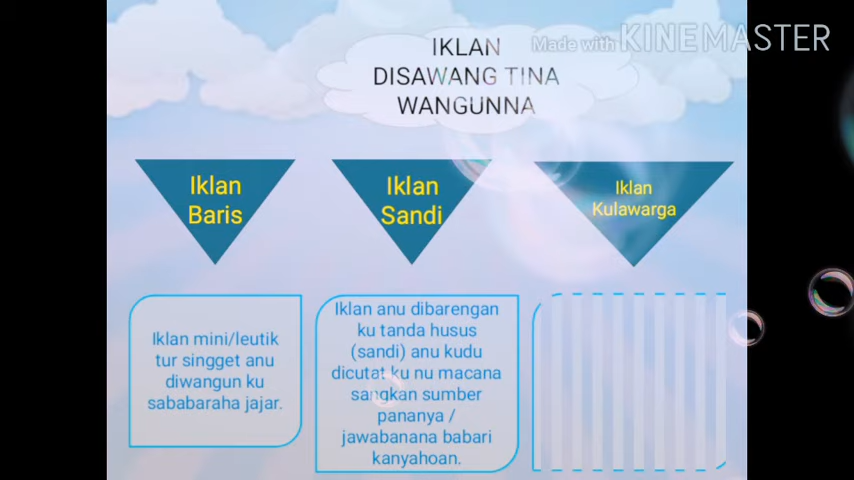 IKLAN
DISAWANG TINA
WANGUNNA
Made with KINEMASTER
Iklan
Baris
Iklan
Sandi
Iklan
Kulawarga
Iklan mini/leutik
tur singget anu
diwangun ku
sababaraha jajar.
Iklan anu dibarengan
ku tanda husus
(sandi) anu kudu
dicutat ku nu macana
sangkan sumber
pananya /
jawabanana babari
kanyahoan.